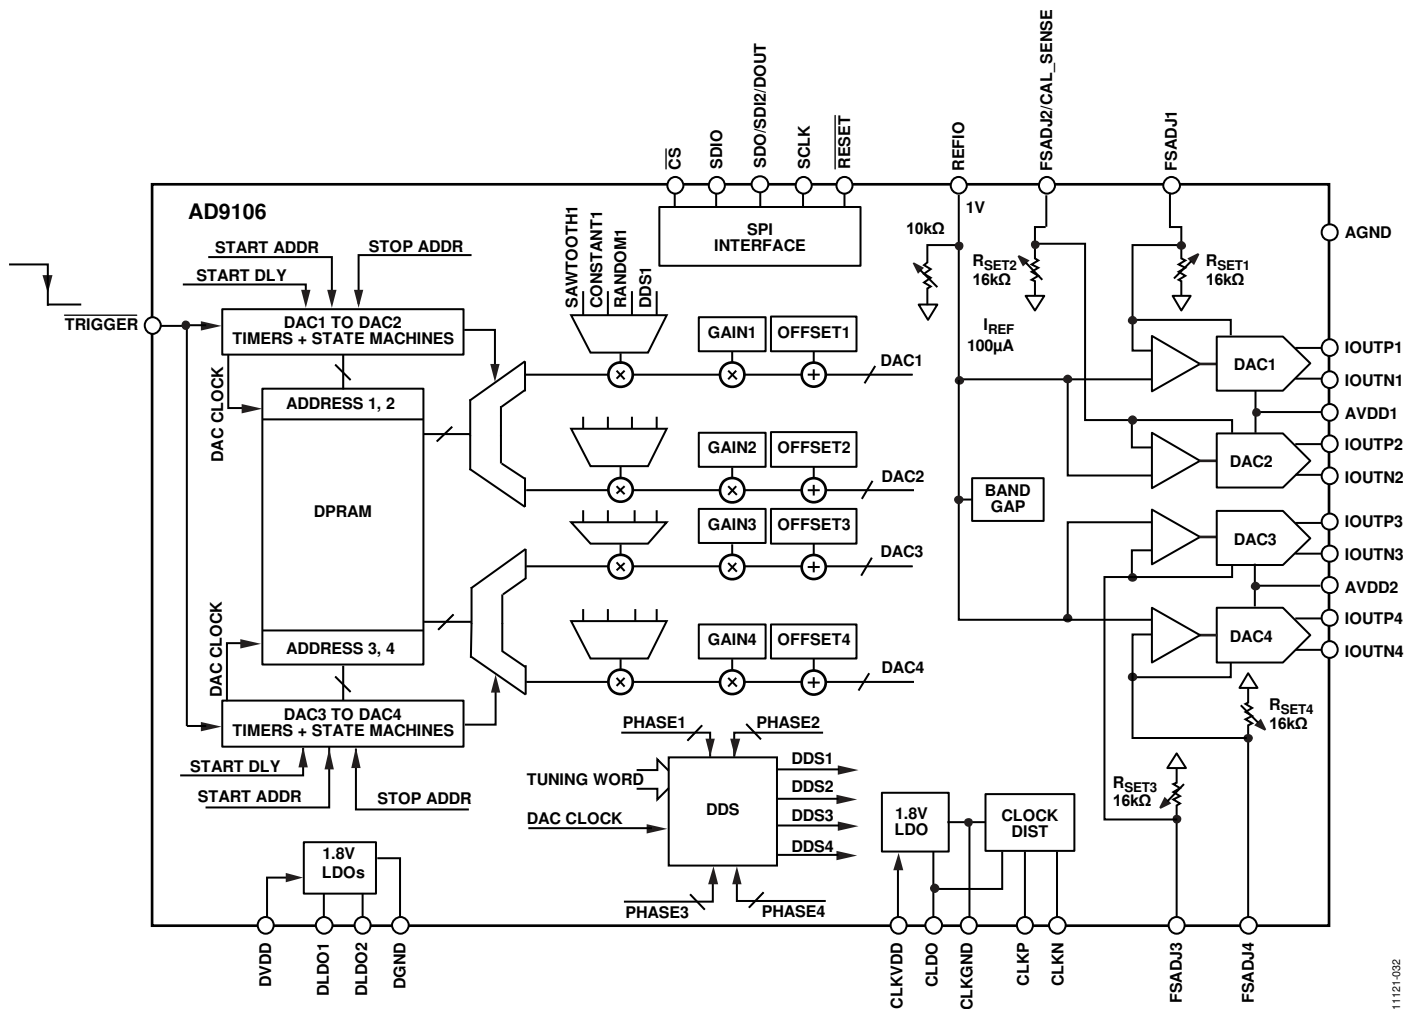 CS
SDIO
SDO/SDI2/DOUT
SCLK
RESET
REFIO
FSADJ2/CAL_SENSE
FSADJ1
AD9106
START ADDR
STOP ADDR
START DLY
TRIGGER
DAC1 TO DAC2
TIMERS + STATE MACHINES
DAC CLOCK
ADDRESS 1, 2
DPRAM
ADDRESS 3, 4
DAC CLOCK
DAC3 TO DAC4
TIMERS + STATE MACHINES
START DLY
START ADDR
STOP ADDR
SAWTOOTH1
CONSTANT1
RANDOM1
DDS1
SPI
INTERFACE
GAIN1
OFFSET1
DAC1
GAIN2
OFFSET2
DAC2
GAIN3
OFFSET3
DAC3
GAIN4
OFFSET4
DAC4
1V
10kΩ
RSET2
16kΩ
RSET1
16kΩ
IREF
100µA
BAND
GAP
DAC1
DAC2
DAC3
DAC4
AGND
IOUTP1
IOUTN1
AVDD1
IOUTP2
IOUTN2
IOUTP3
IOUTN3
AVDD2
IOUTP4
IOUTN4
RSET4
16kΩ
RSET3
16kΩ
PHASE1
PHASE2
TUNING WORD
DAC CLOCK
DDS
DDS1
DDS2
DDS3
DDS4
PHASE3
PHASE4
1.8V
LDOs
1.8V
LDO
CLOCK
DIST
DVDD
DLDO1
DLDO2
DGND
CLKVDD
CLDO
CLKGND
CLKP
CLKN
FSADJ3
FSADJ4
11121-032